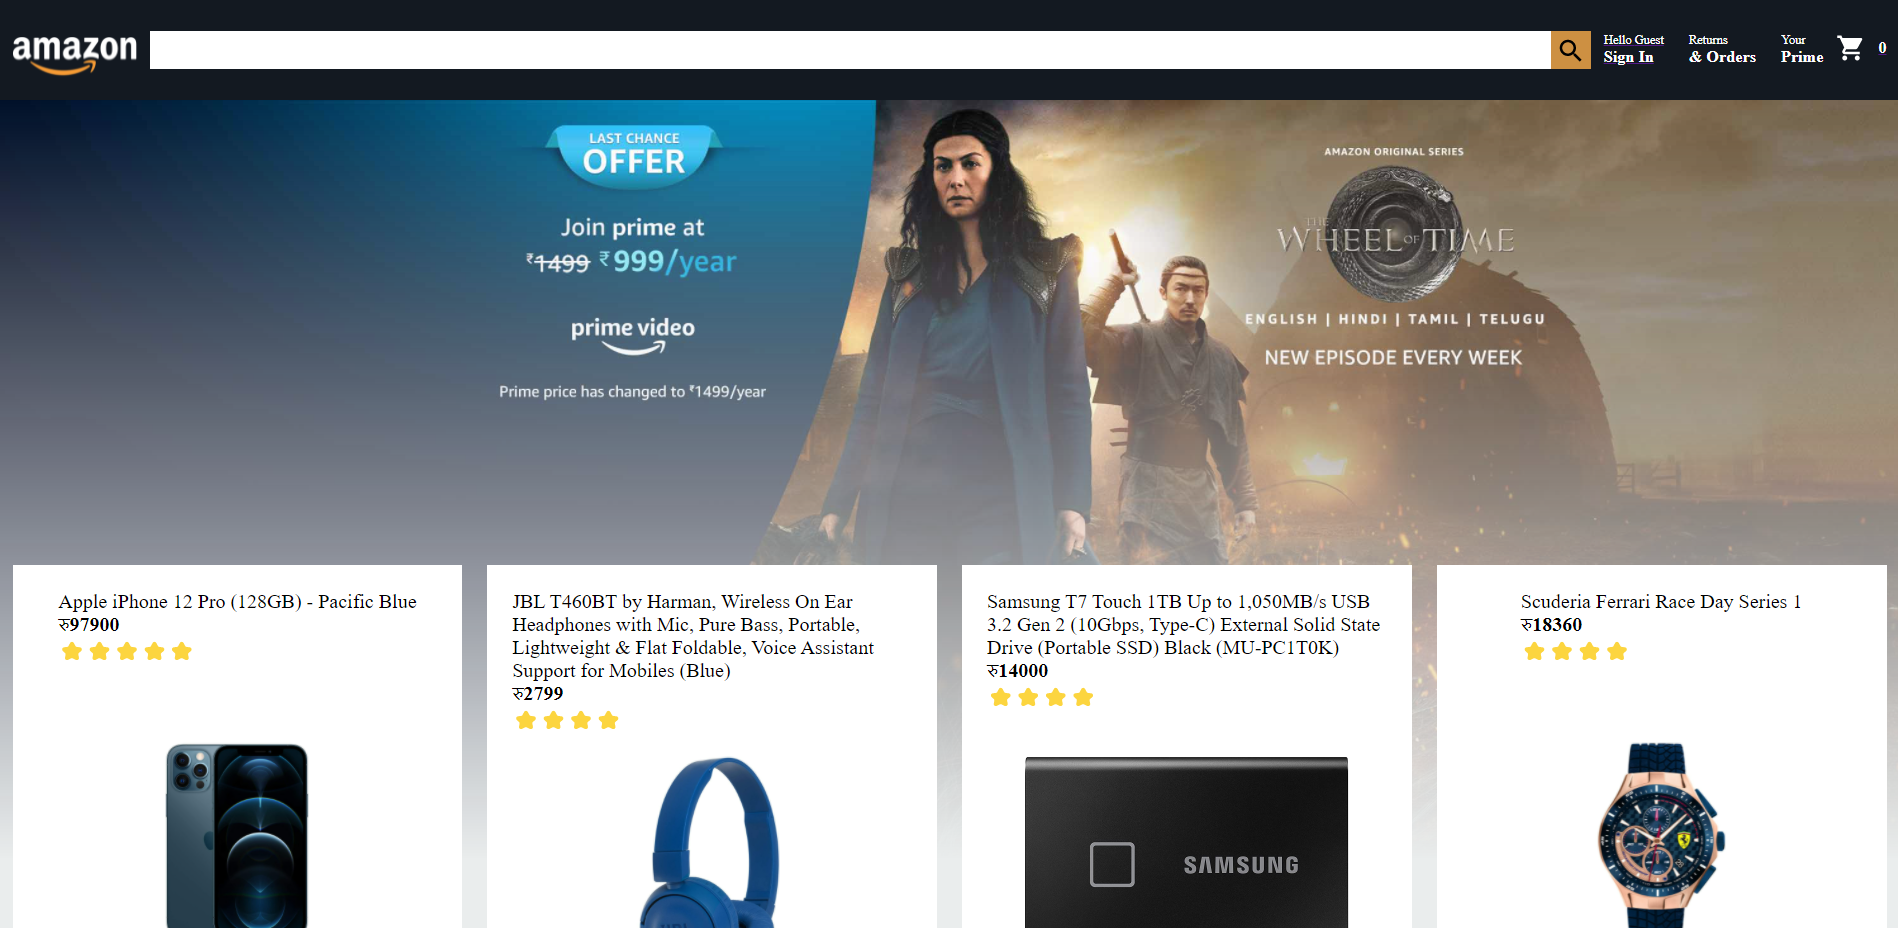 amazon
Hello Guest
Sign In
Returns
& Orders
Your
Prime
0
LAST CHANCE
OFFER
Join prime at
₹1499 ₹999/year
prime video
Prime price has changed to ₹1499/year
AMAZON ORIGINAL SERIES
THE
WHEEL OF TIME
ENGLISH | HINDI | TAMIL | TELUGU
NEW EPISODE EVERY WEEK
Apple iPhone 12 Pro (128GB) - Pacific Blue
रु97900
JBL T460BT by Harman, Wireless On Ear
Headphones with Mic, Pure Bass, Portable,
Lightweight & Flat Foldable, Voice Assistant
Support for Mobiles (Blue)
रु2799
Samsung T7 Touch 1TB Up to 1,050MB/s USB
3.2 Gen 2 (10Gbps, Type-C) External Solid State
Drive (Portable SSD) Black (MU-PC1T0K)
रु14000
Scuderia Ferrari Race Day Series 1
रु18360
SAMSUNG